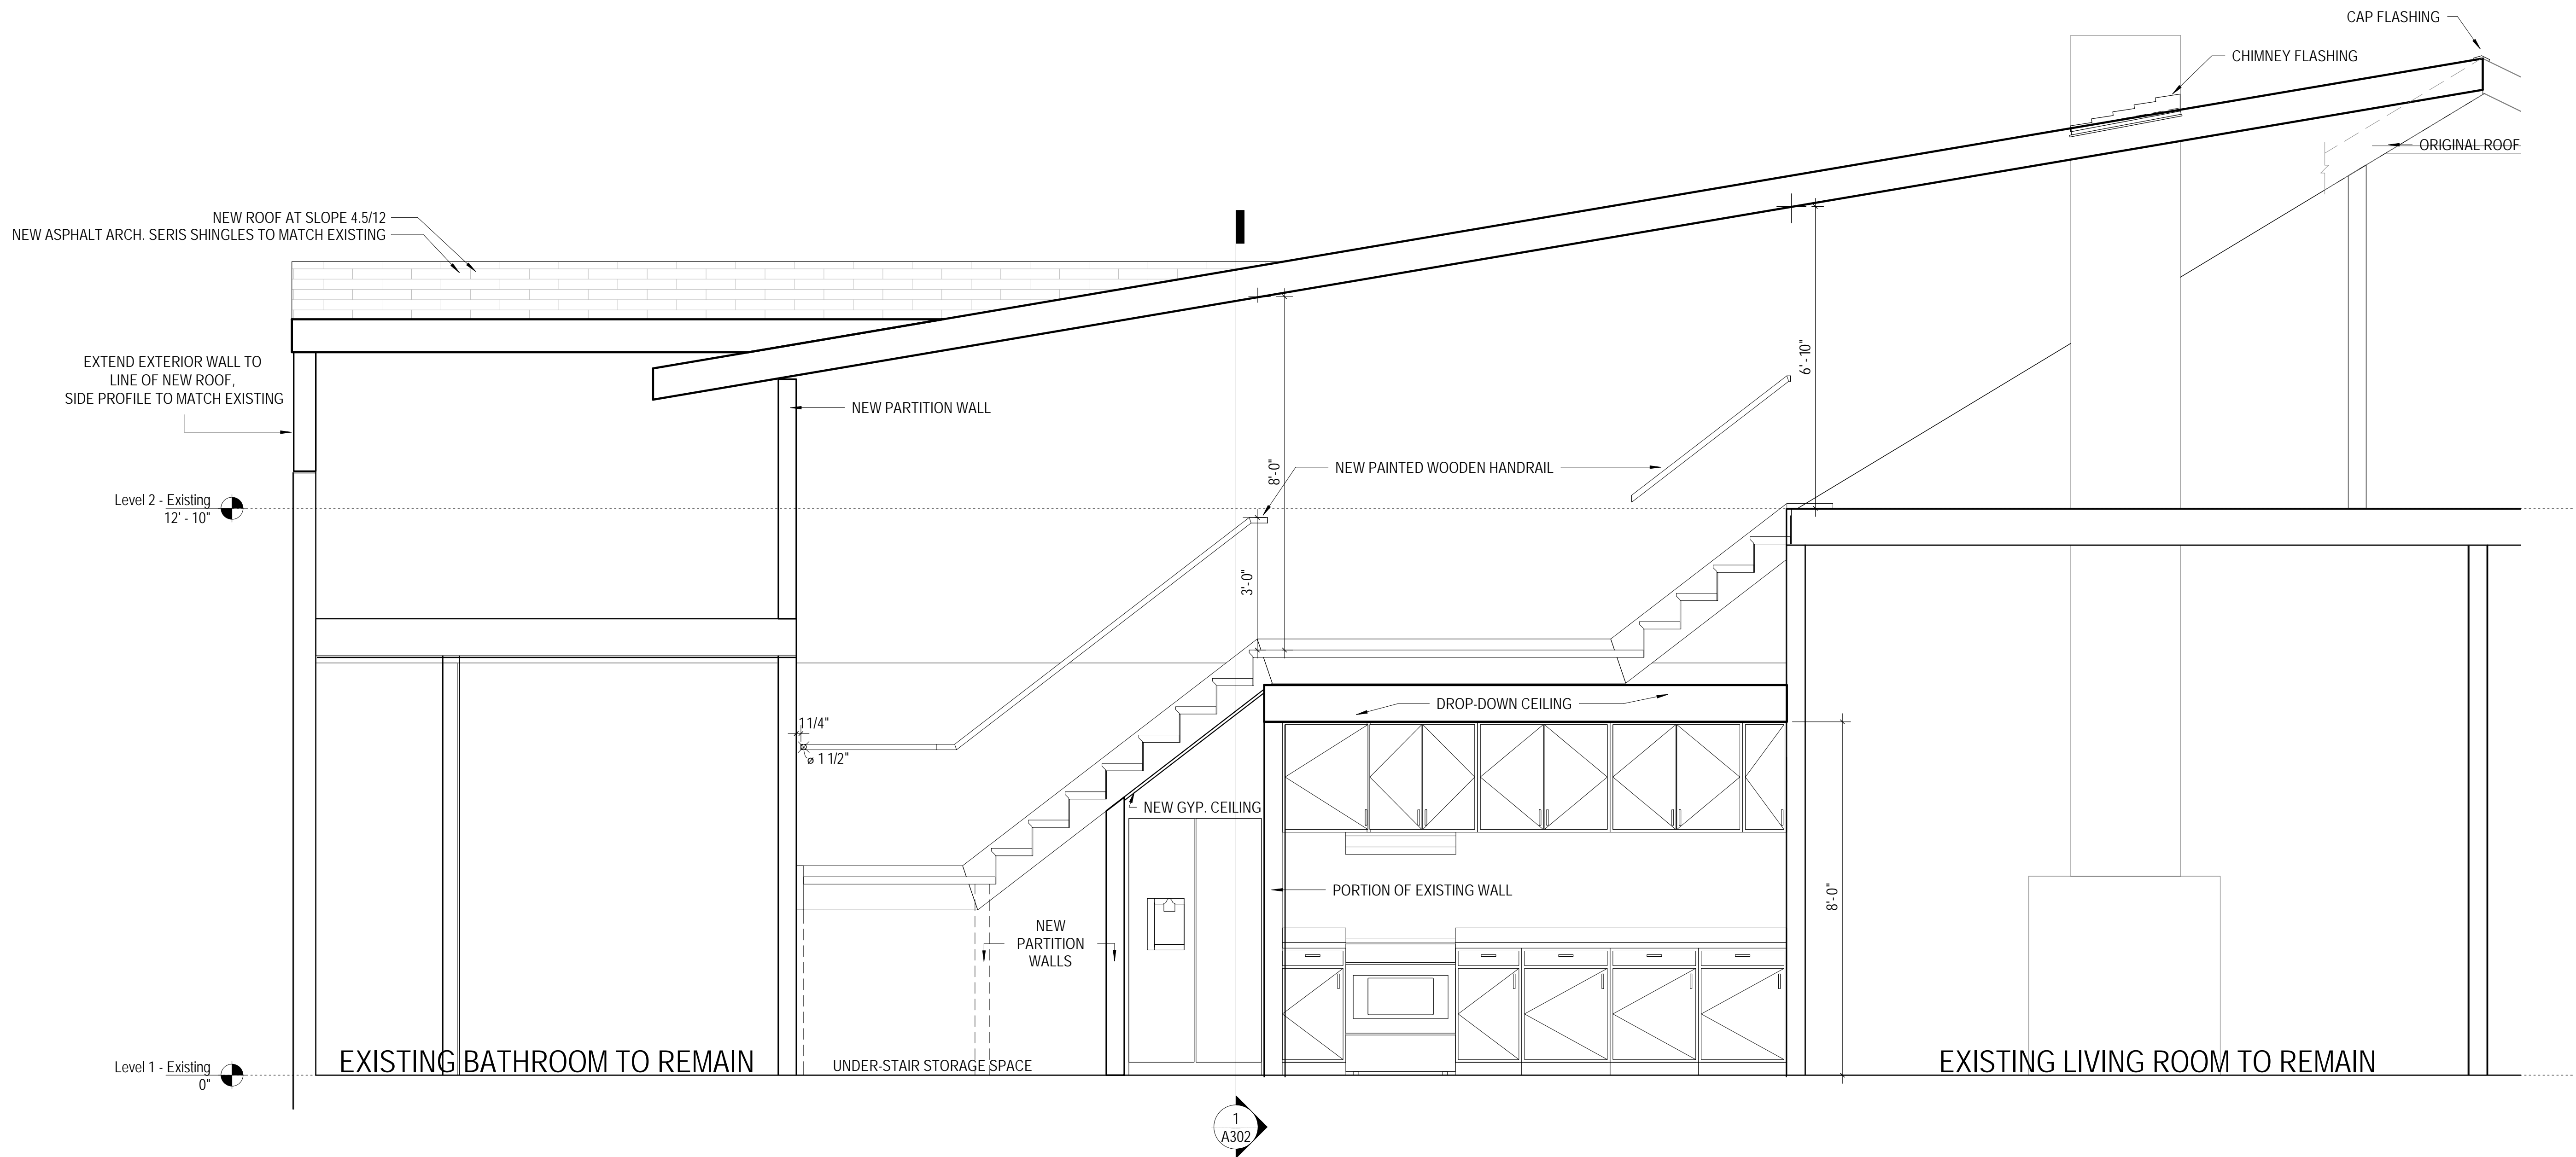 CAP FLASHING
CHIMNEY FLASHING
ORIGINAL ROOF
NEW ROOF AT SLOPE 4.5/12
NEW ASPHALT ARCH. SERIS SHINGLES TO MATCH EXISTING
EXTEND EXTERIOR WALL TO
LINE OF NEW ROOF,
SIDE PROFILE TO MATCH EXISTING
NEW PARTITION WALL
6' - 10"
8' - 0"
NEW PAINTED WOODEN HANDRAIL
Level 2 - Existing
12' - 10"
3' - 0"
DROP-DOWN CEILING
1 1/4"
ø 1 1/2"
NEW GYP. CEILING
PORTION OF EXISTING WALL
8' - 0"
NEW
PARTITION
WALLS
EXISTING BATHROOM TO REMAIN
UNDER-STAIR STORAGE SPACE
EXISTING LIVING ROOM TO REMAIN
Level 1 - Existing
0"
1
A302